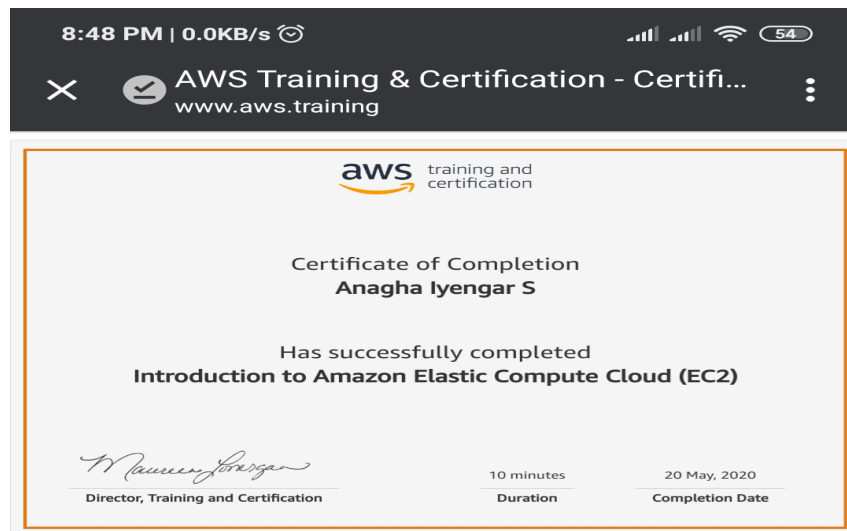 8:48 PM | 0.0KB/s
54
AWS Training & Certification - Certifi...
www.aws.training
aws training and
certification
Certificate of Completion
Anagha Iyengar S
Has successfully completed
Introduction to Amazon Elastic Compute Cloud (EC2)
Maureen Lonergan
10 minutes
20 May, 2020
Director, Training and Certification
Duration
Completion Date